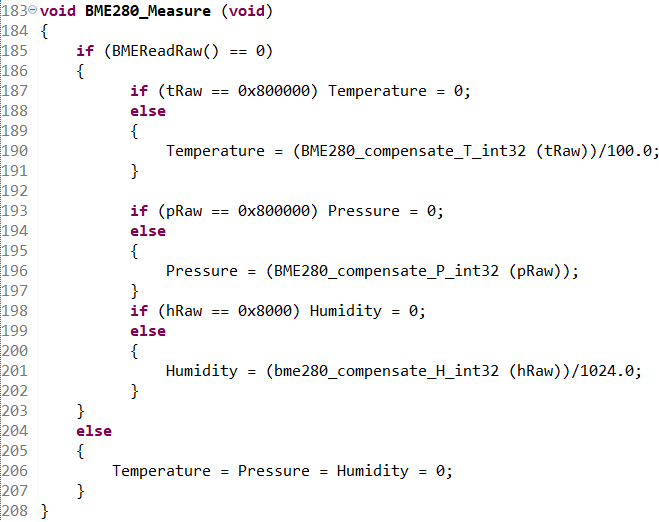 183 void BME280_Measure (void)
184 {
185     if (BMEReadRaw() == 0)
186     {
187           if (tRaw == 0x800000) Temperature = 0;
188           else
189           {
190               Temperature = (BME280_compensate_T_int32 (tRaw))/100.0;
191           }
192
193           if (pRaw == 0x800000) Pressure = 0;
194           else
195           {
196               Pressure = (BME280_compensate_P_int32 (pRaw));
197           }
198           if (hRaw == 0x8000) Humidity = 0;
199           else
200           {
201               Humidity = (bme280_compensate_H_int32 (hRaw))/1024.0;
202           }
203     }
204     else
205     {
206         Temperature = Pressure = Humidity = 0;
207     }
208 }